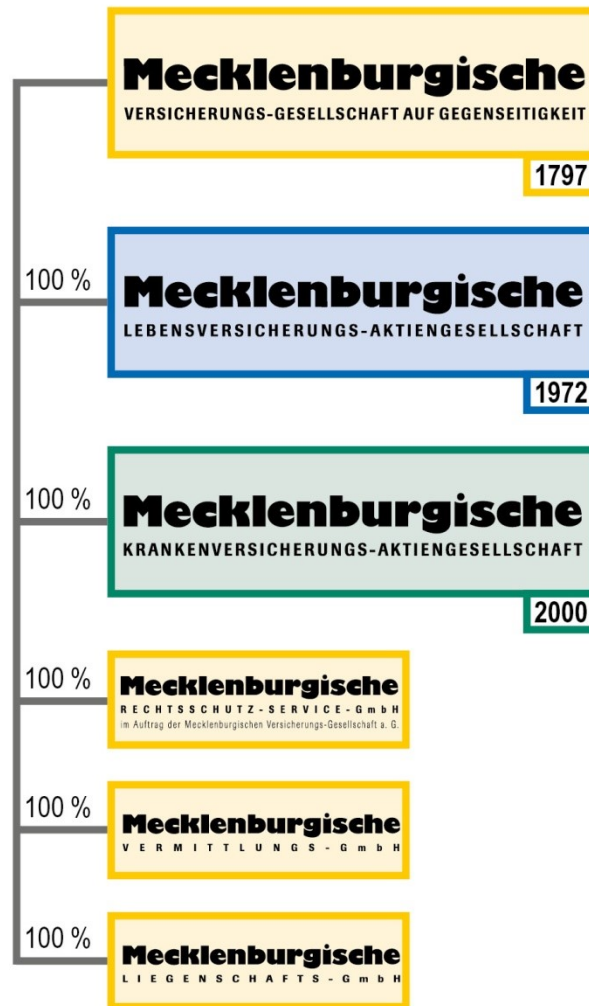 Mecklenburgische
VERSICHERUNGS-GESELLSCHAFT AUF GEGENSEITIGKEIT
1797
100 %
Mecklenburgische
LEBENSVERSICHERUNGS-AKTIENGESELLSCHAFT
1972
100 %
Mecklenburgische
KRANKENVERSICHERUNGS-AKTIENGESELLSCHAFT
2000
100 %
Mecklenburgische
RECHTSSCHUTZ-SERVICE-GmbH
im Auftrag der Mecklenburgischen Versicherungs-Gesellschaft a. G.
100 %
Mecklenburgische
VERMITTLUNGS-GmbH
100 %
Mecklenburgische
LIEGENSCHAFTS-GmbH